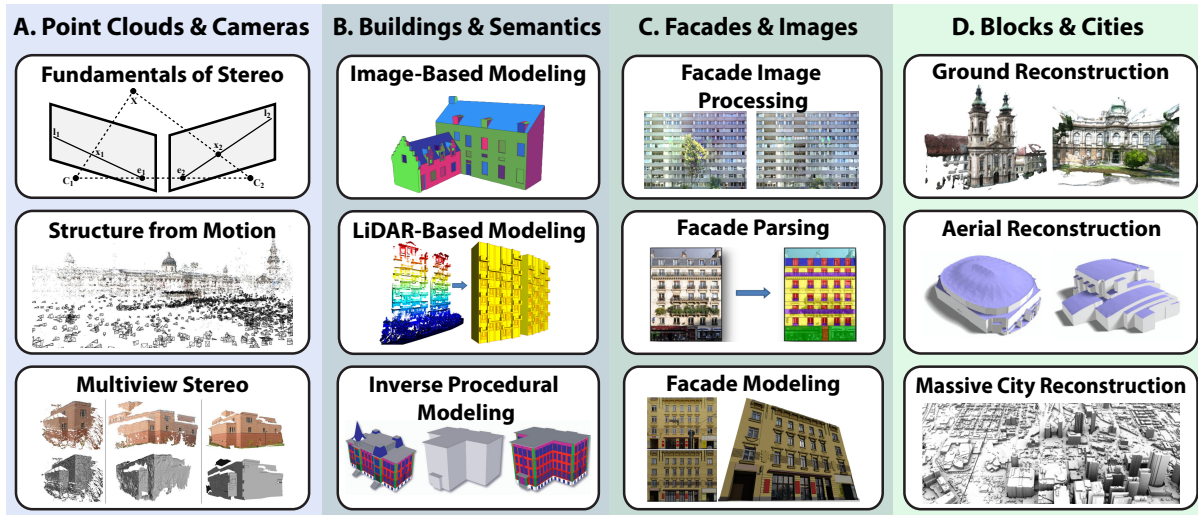 A. Point Clouds & Cameras
Fundamentals of Stereo
X
l1
l2
x1
x2
C1
e1
e2
C2
Structure from Motion
Multiview Stereo
B. Buildings & Semantics
Image-Based Modeling
LiDAR-Based Modeling
Inverse Procedural
Modeling
C. Facades & Images
Facade Image
Processing
Facade Parsing
Facade Modeling
D. Blocks & Cities
Ground Reconstruction
Aerial Reconstruction
Massive City Reconstruction